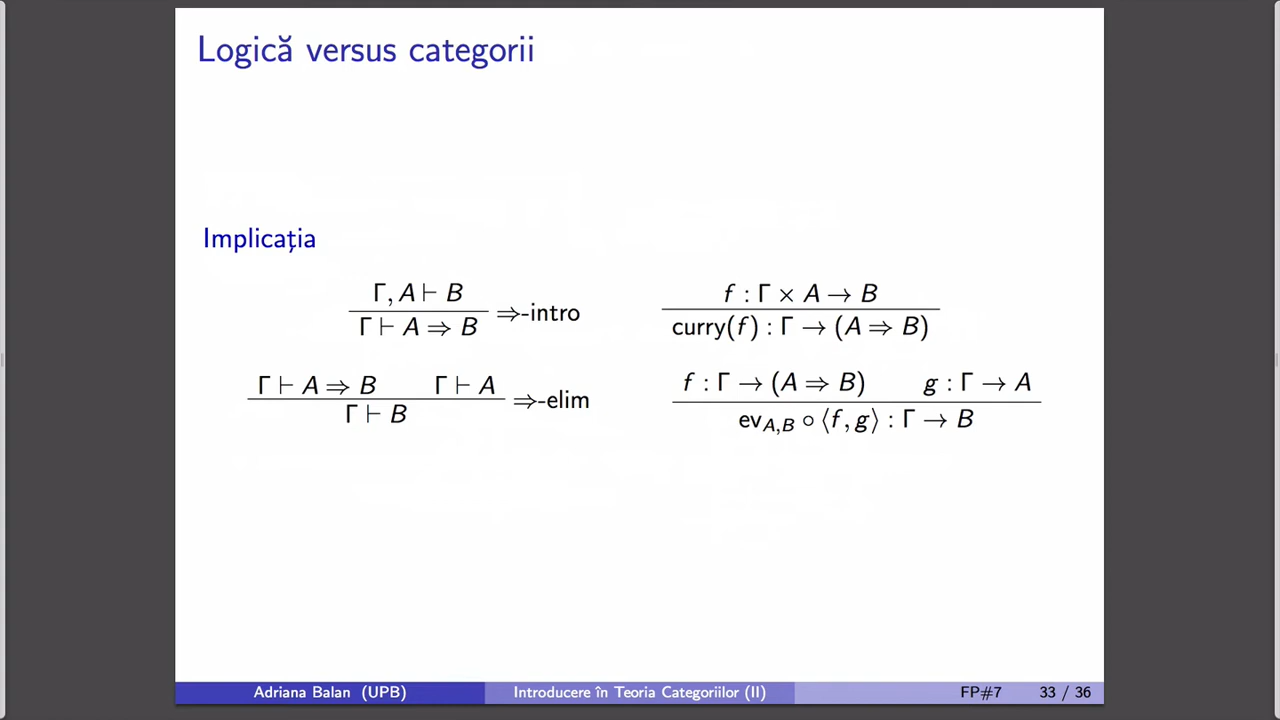 Logică versus categorii
Implicația
Γ, A ⊢ B
Γ ⊢ A ⇒ B
⇒-intro
f : Γ × A → B
curry(f) : Γ → (A ⇒ B)
Γ ⊢ A ⇒ B Γ ⊢ A
Γ ⊢ B
⇒-elim
f : Γ → (A ⇒ B) g : Γ → A
ev_{A,B} ∘ ⟨f, g⟩ : Γ → B
Adriana Balan (UPB) Introducere în Teoria Categoriilor (II) FP#7 33 / 36